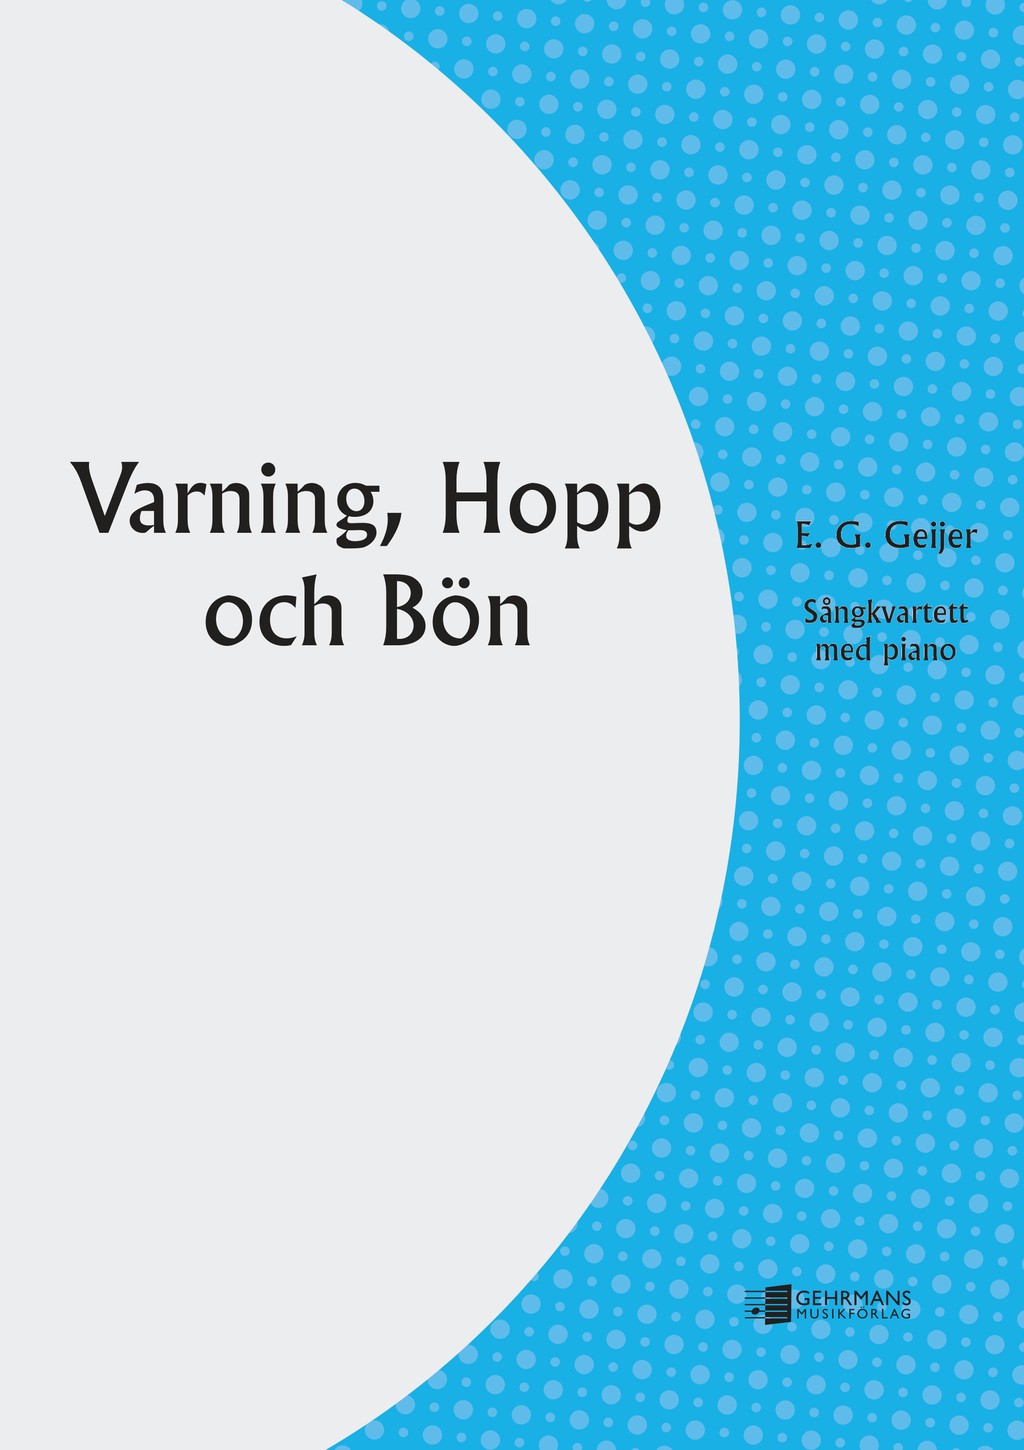 Varning, Hopp
och Bön
E. G. Geijer
Sångkvartett
med piano
GEHRMANS
MUSIKFÖRLAG